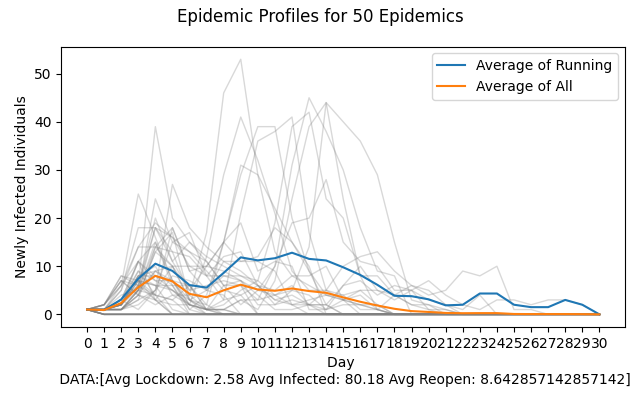 Epidemic Profiles for 50 Epidemics
Average of Running
Average of All
Newly Infected Individuals
50
40
30
20
10
0
0 1 2 3 4 5 6 7 8 9 10 11 12 13 14 15 16 17 18 19 20 21 22 23 24 25 26 27 28 29 30
Day
DATA:[Avg Lockdown: 2.58 Avg Infected: 80.18 Avg Reopen: 8.642857142857142]